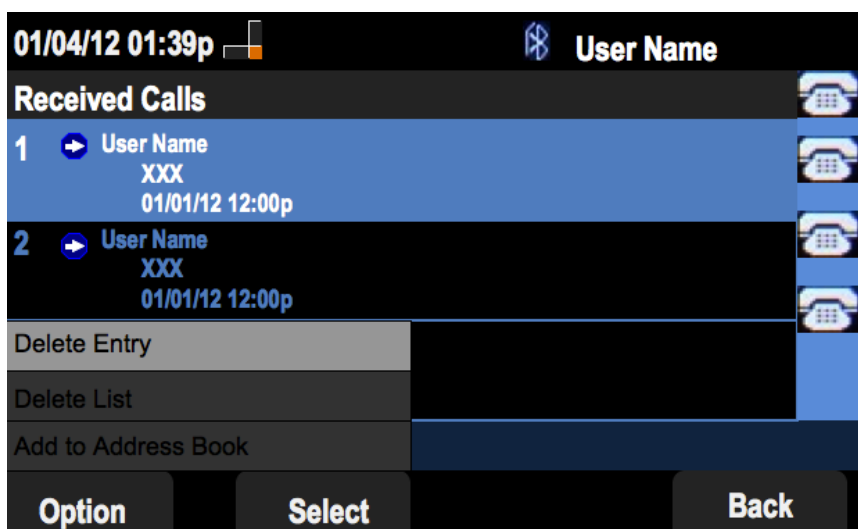 01/04/12 01:39p User Name
Received Calls
1 User Name
XXX
01/01/12 12:00p
2 User Name
XXX
01/01/12 12:00p
Delete Entry
Delete List
Add to Address Book
Option Select Back